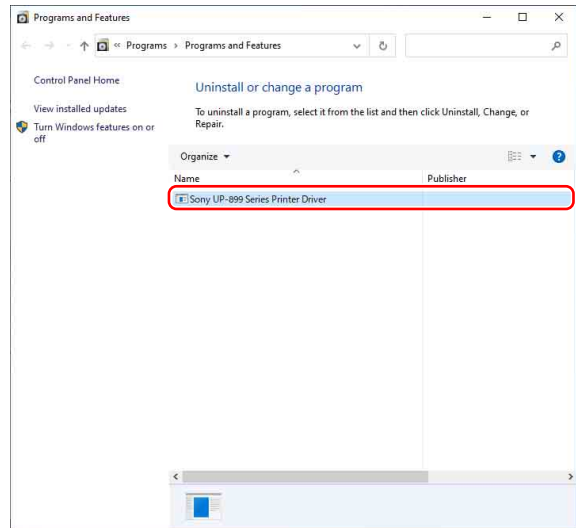 Programs and Features
« Programs > Programs and Features
Control Panel Home
View installed updates
Turn Windows features on or
off
Uninstall or change a program
To uninstall a program, select it from the list and then click Uninstall, Change, or
Repair.
Organize
Name Publisher
Sony UP-899 Series Printer Driver